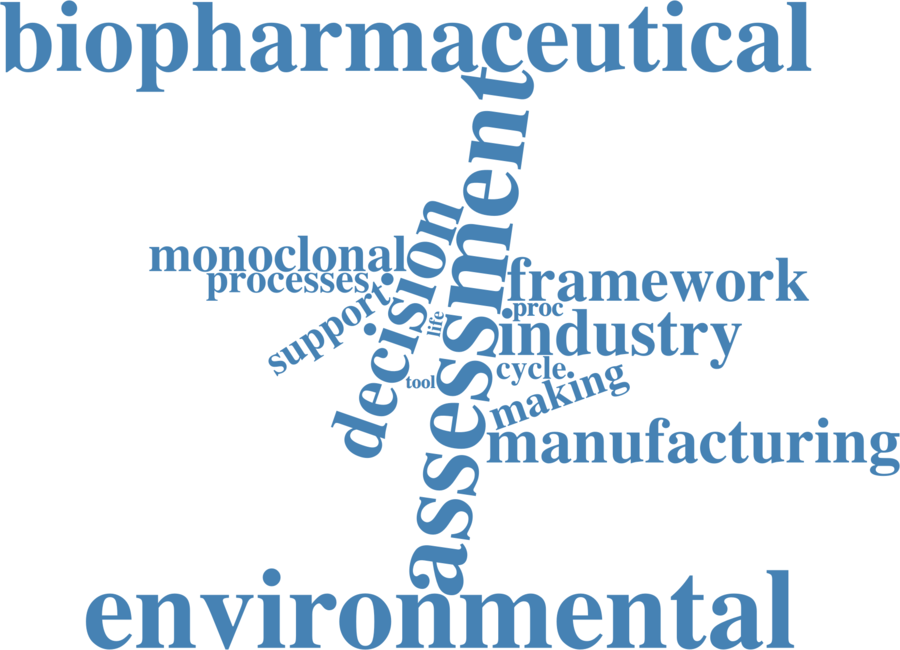 biopharmaceutical
assessment
decision
monoclonal
processes
support
framework
proc
life
industry
cycle
tool
making
manufacturing
environmental